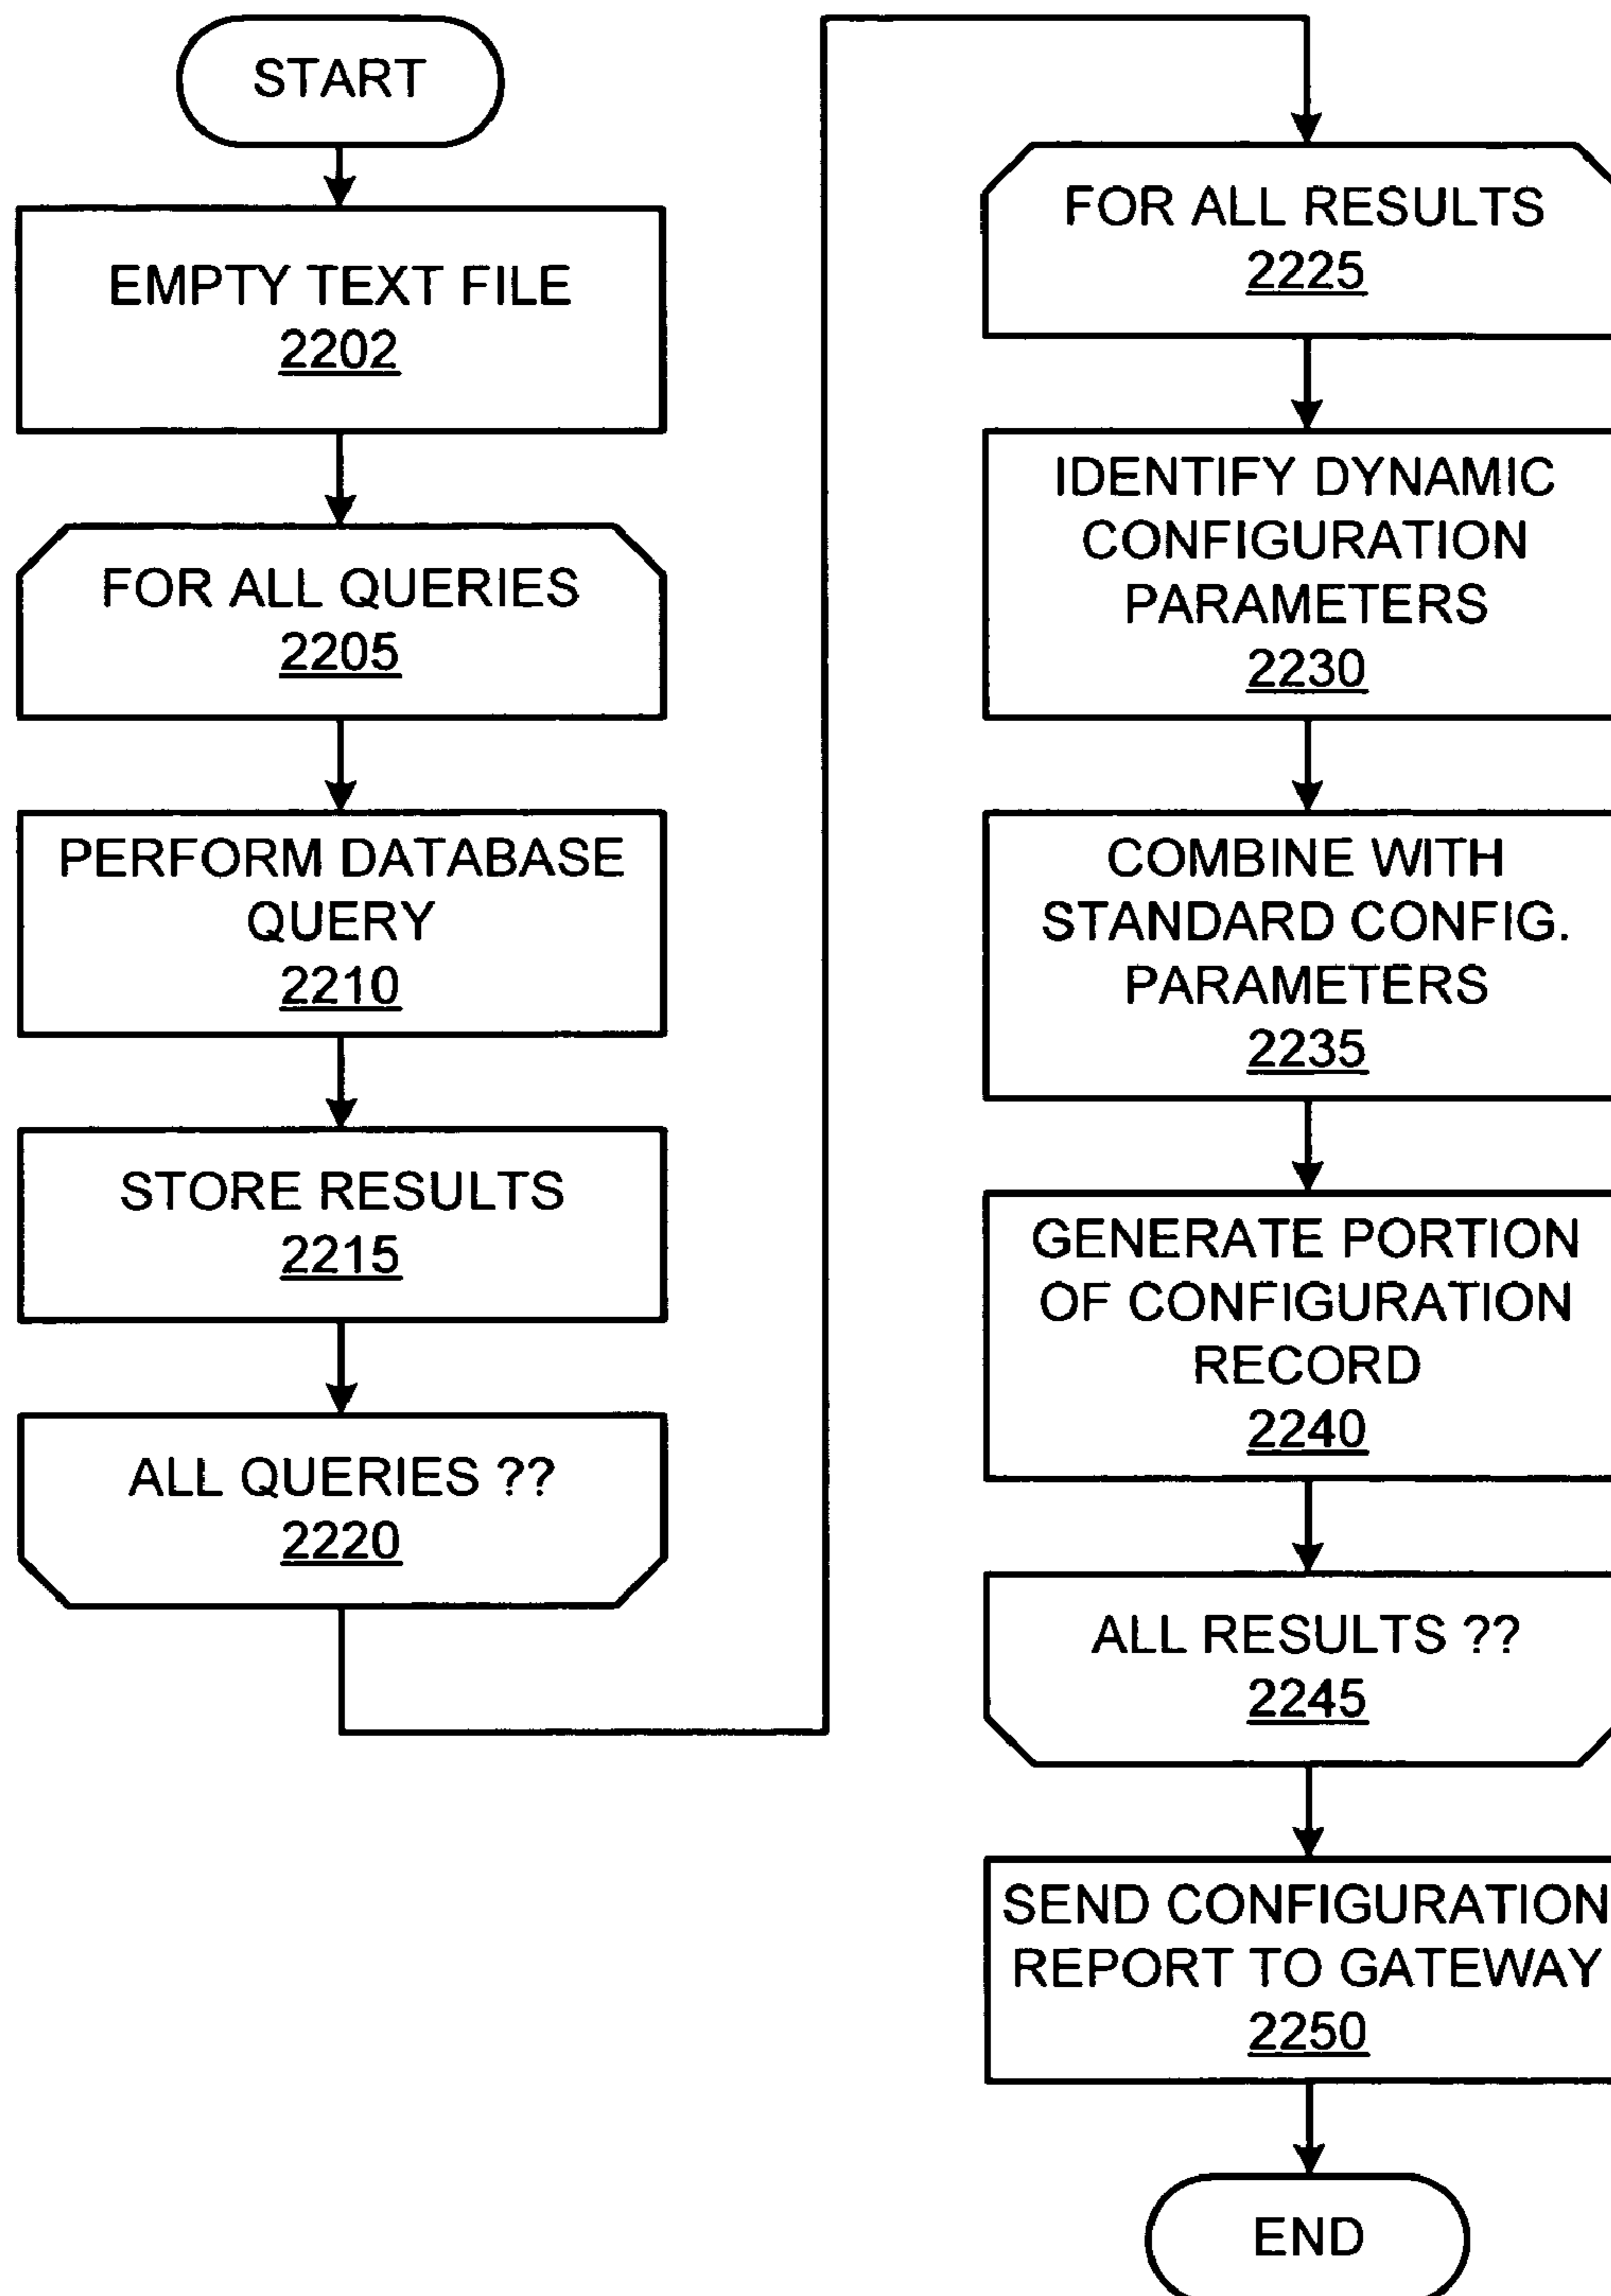 START
EMPTY TEXT FILE
2202
FOR ALL QUERIES
2205
PERFORM DATABASE
QUERY
2210
STORE RESULTS
2215
ALL QUERIES ??
2220
FOR ALL RESULTS
2225
IDENTIFY DYNAMIC
CONFIGURATION
PARAMETERS
2230
COMBINE WITH
STANDARD CONFIG.
PARAMETERS
2235
GENERATE PORTION
OF CONFIGURATION
RECORD
2240
ALL RESULTS ??
2245
SEND CONFIGURATION
REPORT TO GATEWAY
2250
END